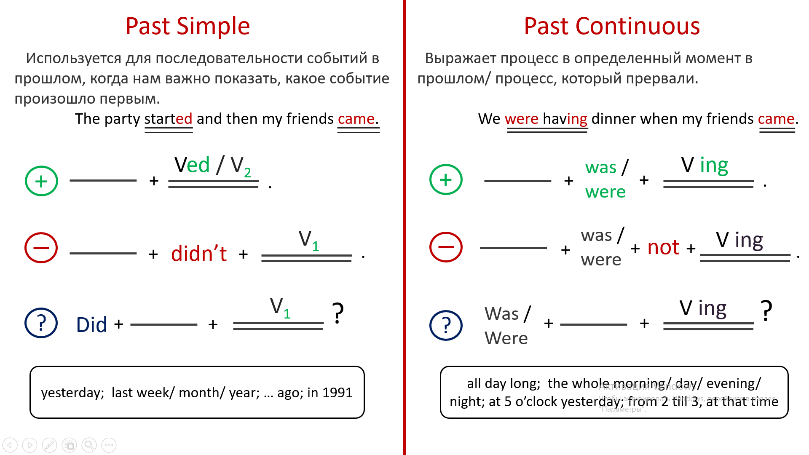 Past Simple
Используется для последовательности событий в
прошлом, когда нам важно показать, какое событие
произошло первым.
The party started and then my friends came.
+ + Ved / V2 .
− + didn't + V1 .
? Did + + V1 ?
yesterday; last week/ month/ year; ... ago; in 1991
Past Continuous
Выражает процесс в определенный момент в
прошлом/ процесс, который прервали.
We were having dinner when my friends came.
+ + was / + V ing .
were
− + was / + not + V ing .
were
? Was / + + V ing ?
Were
all day long; the whole morning/ day/ evening/
night; at 5 o'clock yesterday; from 2 till 3, at that time
"Параметры".